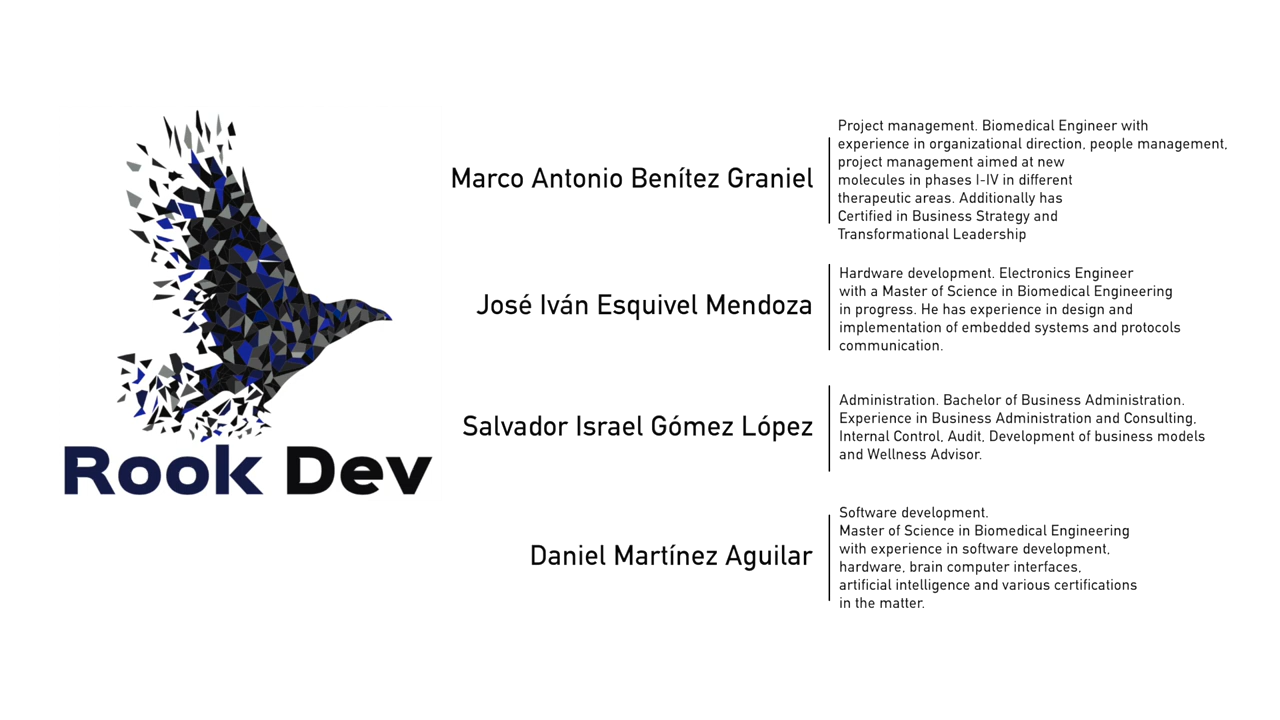 Rook Dev
Marco Antonio Benítez Graniel
Project management. Biomedical Engineer with
experience in organizational direction, people management,
project management aimed at new
molecules in phases I-IV in different
therapeutic areas. Additionally has
Certified in Business Strategy and
Transformational Leadership
José Iván Esquivel Mendoza
Hardware development. Electronics Engineer
with a Master of Science in Biomedical Engineering
in progress. He has experience in design and
implementation of embedded systems and protocols
communication.
Salvador Israel Gómez López
Administration. Bachelor of Business Administration.
Experience in Business Administration and Consulting,
Internal Control, Audit, Development of business models
and Wellness Advisor.
Daniel Martínez Aguilar
Software development.
Master of Science in Biomedical Engineering
with experience in software development,
hardware, brain computer interfaces,
artificial intelligence and various certifications
in the matter.